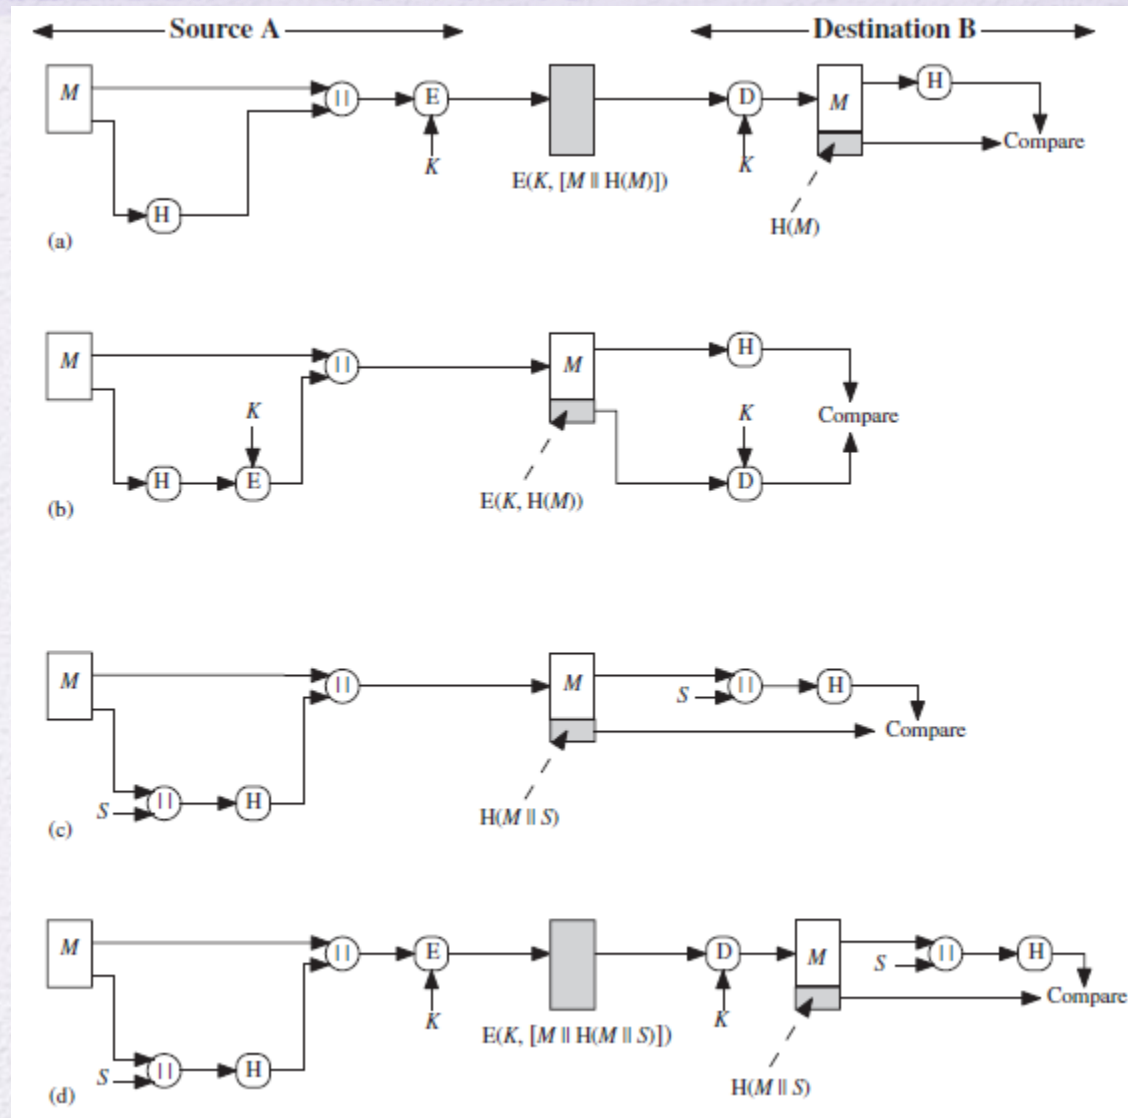 Source A Destination B
M || E D M H
K K Compare
E(K, [M || H(M)])
H H(M)
(a)
M || M H
K K Compare
H E D
E(K, H(M))
(b)
M || M S || H
Compare
S || H
H(M || S)
(c)
M || E D M S || H
K K Compare
E(K, [M || H(M || S)])
S || H
H(M || S)
(d)